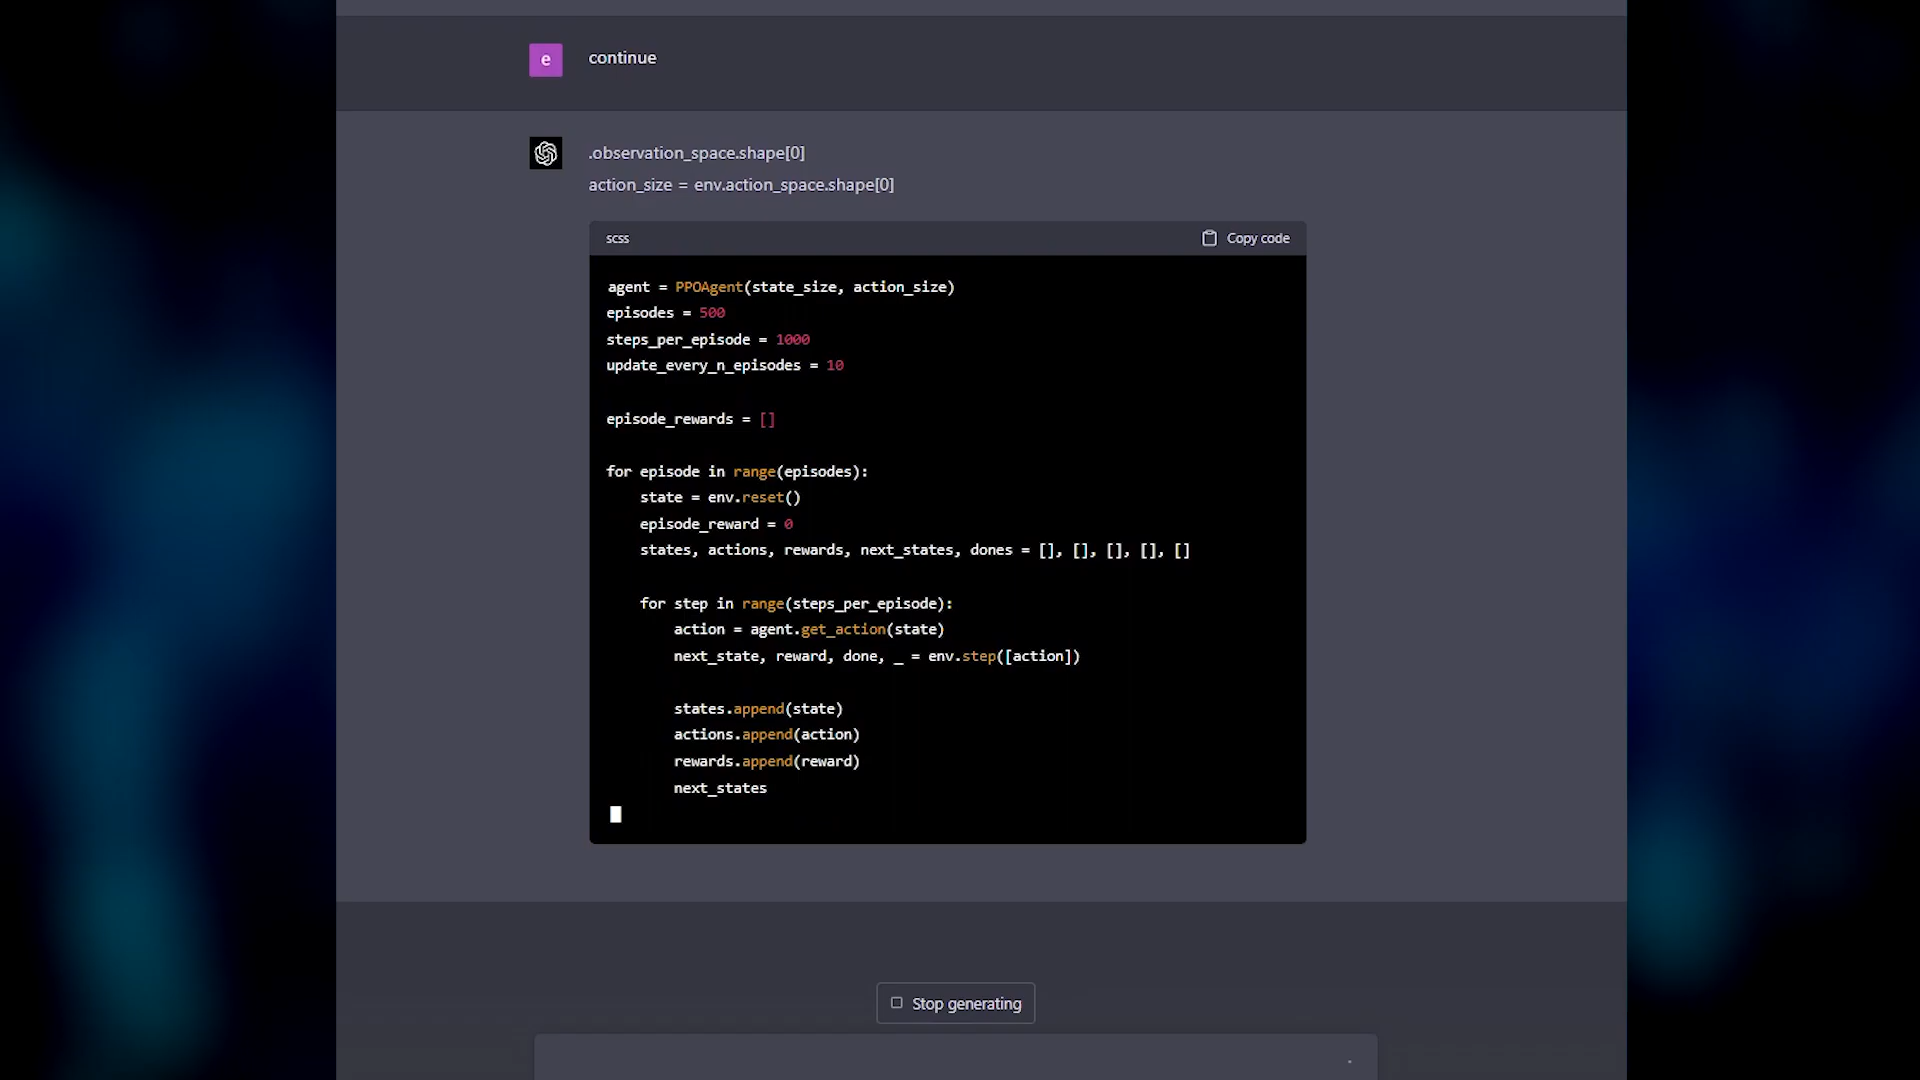 e
continue
.observation_space.shape[0]
action_size = env.action_space.shape[0]
scss
Copy code
agent = PPOAgent(state_size, action_size)
episodes = 500
steps_per_episode = 1000
update_every_n_episodes = 10
episode_rewards = []
for episode in range(episodes):
    state = env.reset()
    episode_reward = 0
    states, actions, rewards, next_states, dones = [], [], [], [], []
    for step in range(steps_per_episode):
        action = agent.get_action(state)
        next_state, reward, done, _ = env.step([action])
        states.append(state)
        actions.append(action)
        rewards.append(reward)
        next_states
Stop generating